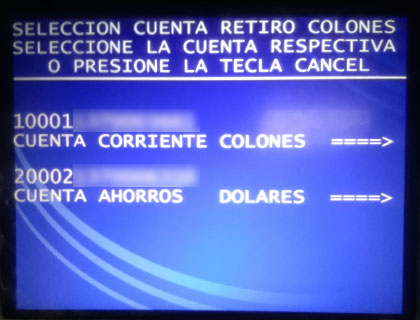 SELECCION CUENTA RETIRO COLONES
SELECCIONE LA CUENTA RESPECTIVA
O PRESIONE LA TECLA CANCEL
10001
CUENTA CORRIENTE COLONES ====>
20002
CUENTA AHORROS DOLARES ====>